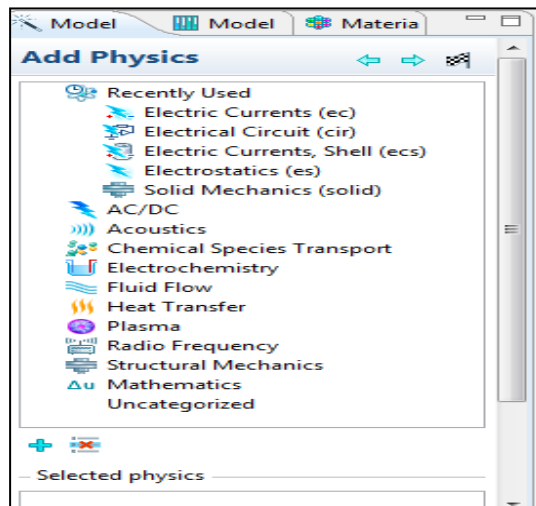 Model Model Materia
Add Physics
Recently Used
Electric Currents (ec)
Electrical Circuit (cir)
Electric Currents, Shell (ecs)
Electrostatics (es)
Solid Mechanics (solid)
AC/DC
Acoustics
Chemical Species Transport
Electrochemistry
Fluid Flow
Heat Transfer
Plasma
Radio Frequency
Structural Mechanics
Δu Mathematics
Uncategorized
Selected physics